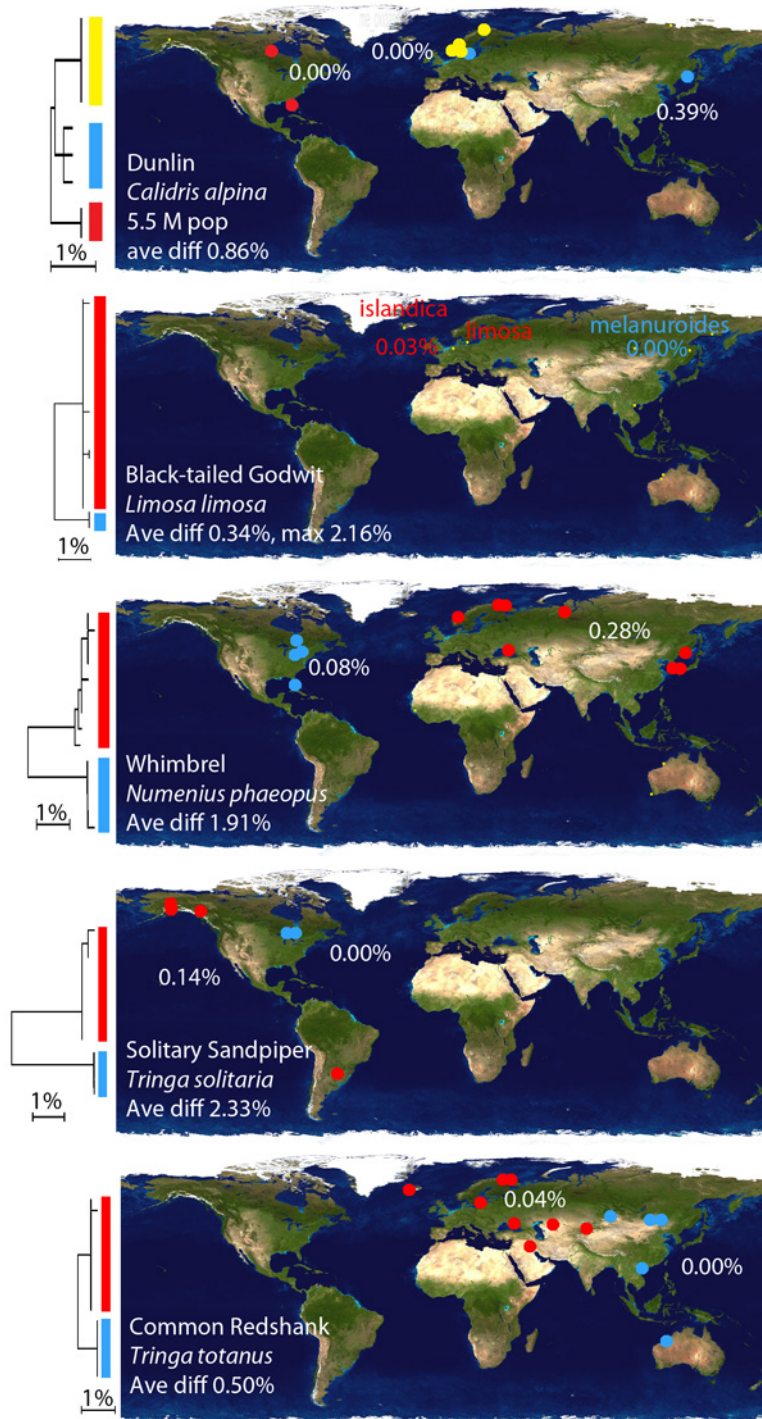 0.00%
0.00%
0.39%
Dunlin
Calidris alpina
5.5 M pop
ave diff 0.86%
1%
islandica
limosa
melanuroides
0.03%
0.00%
Black-tailed Godwit
Limosa limosa
Ave diff 0.34%, max 2.16%
1%
0.28%
0.08%
Whimbrel
Numenius phaeopus
Ave diff 1.91%
1%
0.00%
0.14%
Solitary Sandpiper
Tringa solitaria
Ave diff 2.33%
1%
0.04%
0.00%
Common Redshank
Tringa totanus
Ave diff 0.50%
1%